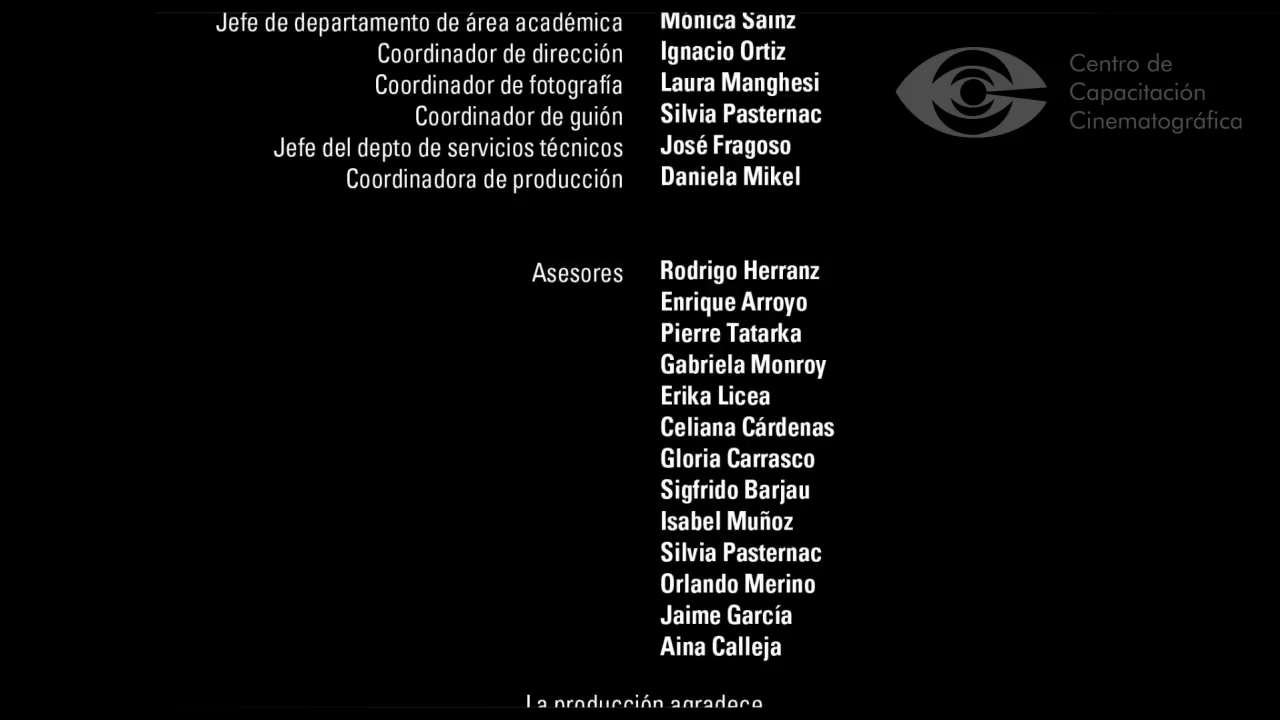 Jefe de departamento de área académica Mónica Sainz
Coordinador de dirección Ignacio Ortiz
Coordinador de fotografía Laura Manghesi
Coordinador de guión Silvia Pasternac
Jefe del depto de servicios técnicos José Fragoso
Coordinadora de producción Daniela Mikel
Centro de
Capacitación
Cinematográfica
Asesores Rodrigo Herranz
Enrique Arroyo
Pierre Tatarka
Gabriela Monroy
Erika Licea
Celiana Cárdenas
Gloria Carrasco
Sigfrido Barjau
Isabel Muñoz
Silvia Pasternac
Orlando Merino
Jaime García
Aina Calleja
La producción agradece